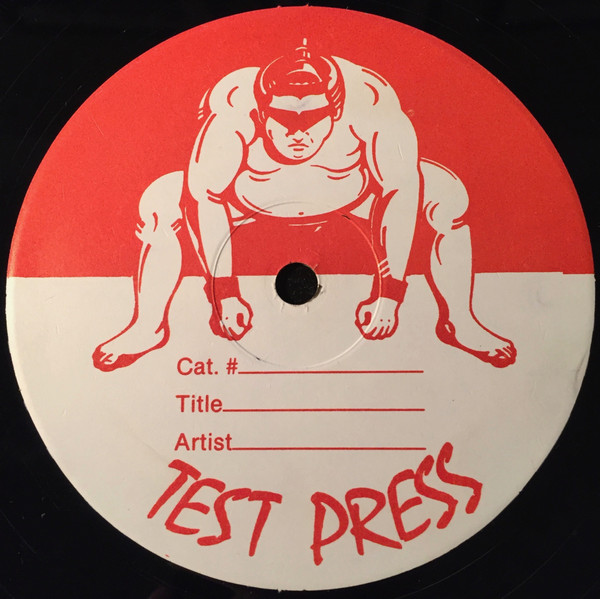 Cat. #
Title
Artist
TEST PRESS